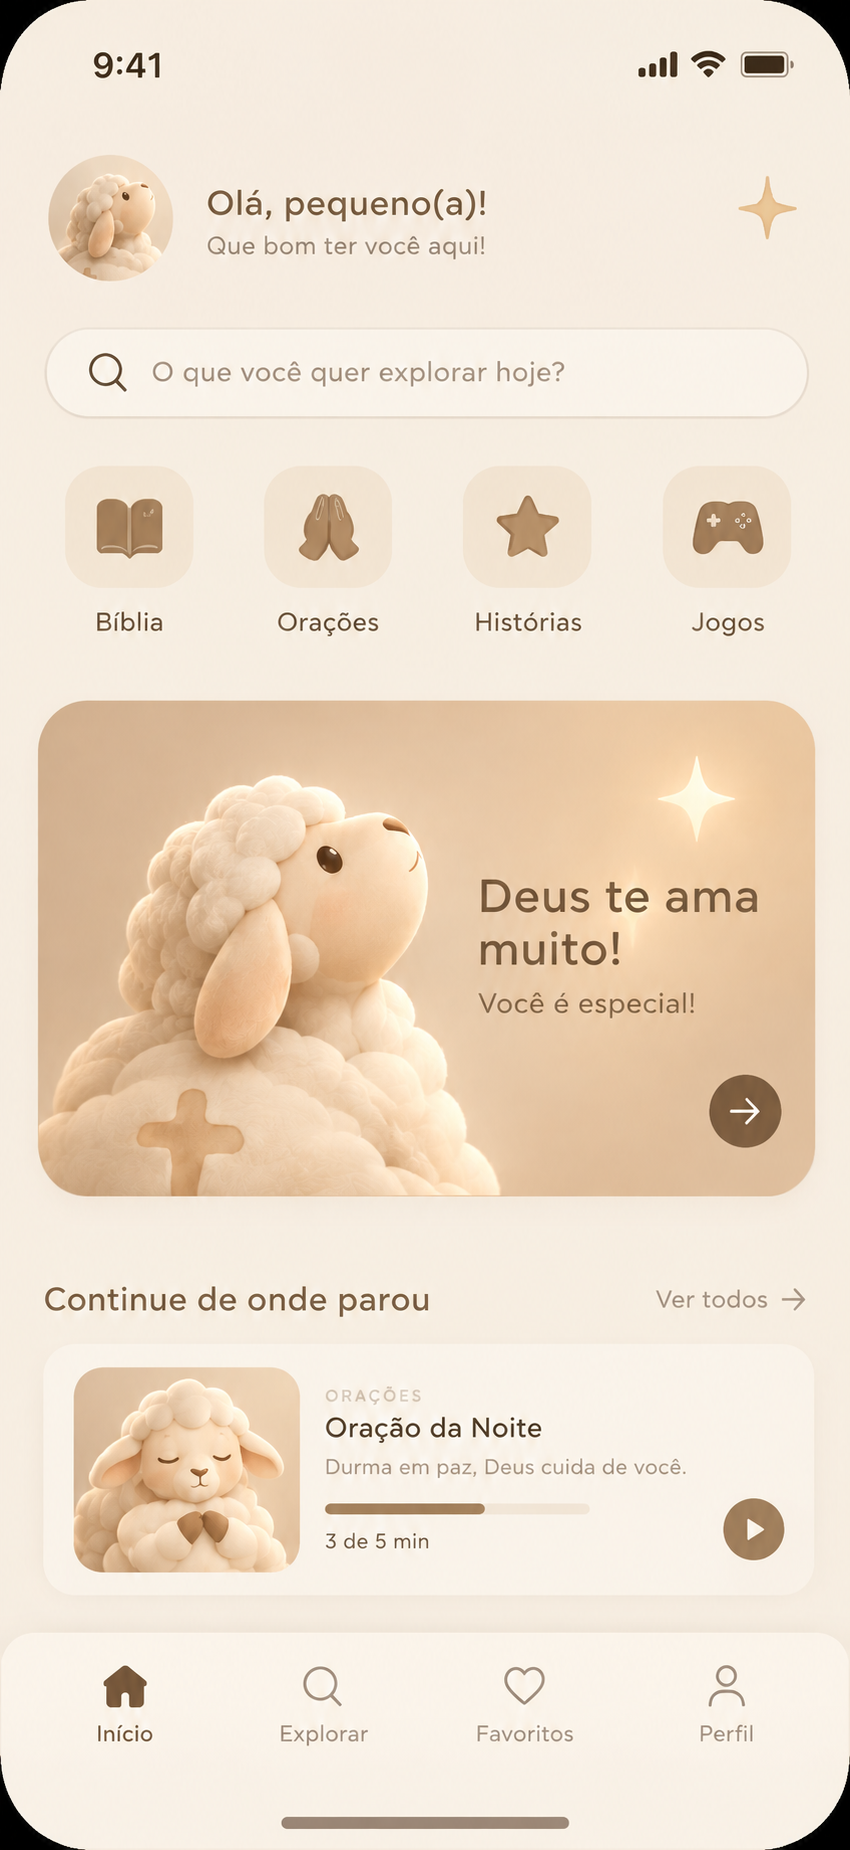 9:41
Olá, pequeno(a)!
Que bom ter você aqui!
O que você quer explorar hoje?
Bíblia
Orações
Histórias
Jogos
Deus te ama
muito!
Você é especial!
Continue de onde parou
Ver todos →
ORAÇÕES
Oração da Noite
Durma em paz, Deus cuida de você.
3 de 5 min
Início
Explorar
Favoritos
Perfil